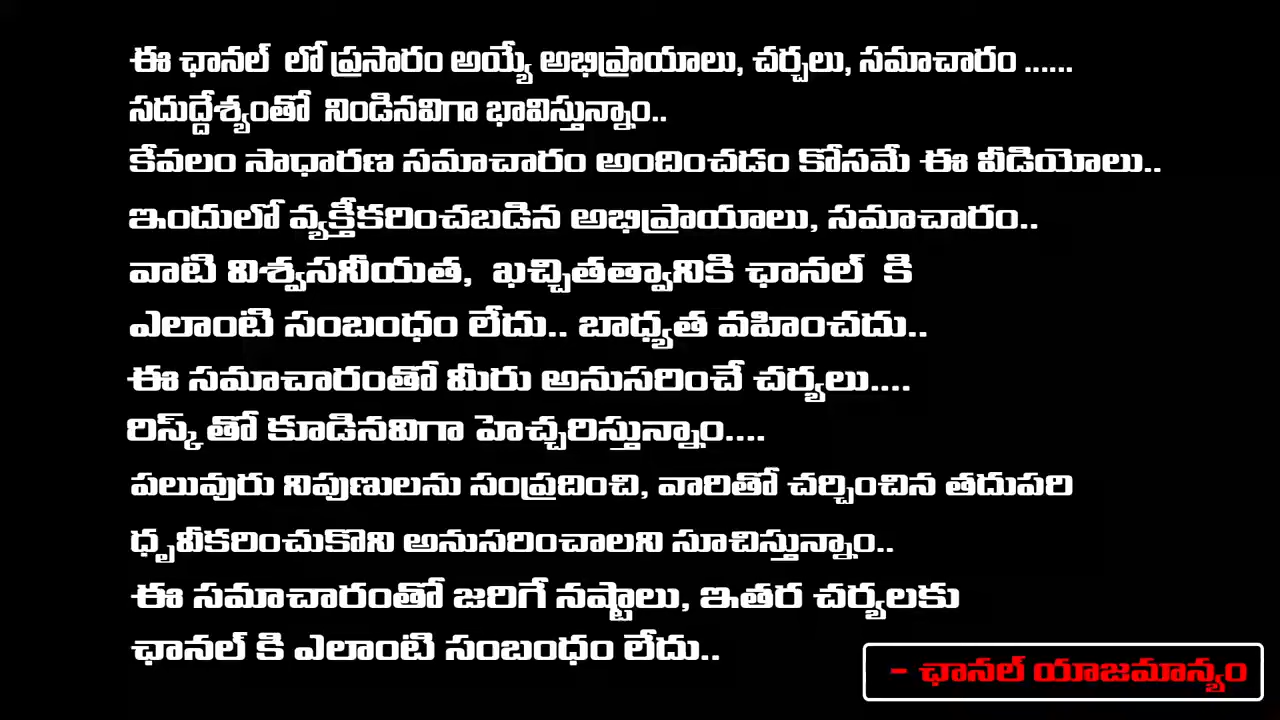 ఈ ఛానల్ లో ప్రసారం అయ్యే అభిప్రాయాలు, చర్చలు, సమాచారం ......
సదుద్దేశ్యంతో నిండినవిగా భావిస్తున్నాం..
కేవలం సాధారణ సమాచారం అందించడం కోసమే ఈ వీడియోలు..
ఇందులో వ్యక్తీకరించబడిన అభిప్రాయాలు, సమాచారం..
వాటి విశ్వసనీయత, ఖచ్చితత్వానికి ఛానల్ కి
ఎలాంటి సంబంధం లేదు.. బాధ్యత వహించదు..
ఈ సమాచారంతో మీరు అనుసరించే చర్యలు....
రిస్క్ తో కూడినవిగా హెచ్చరిస్తున్నాం....
పలువురు నిపుణులను సంప్రదించి, వారితో చర్చించిన తదుపరి
ధృవీకరించుకొని అనుసరించాలని సూచిస్తున్నాం..
ఈ సమాచారంతో జరిగే నష్టాలు, ఇతర చర్యలకు
ఛానల్ కి ఎలాంటి సంబంధం లేదు..
- ఛానల్ యాజమాన్యం